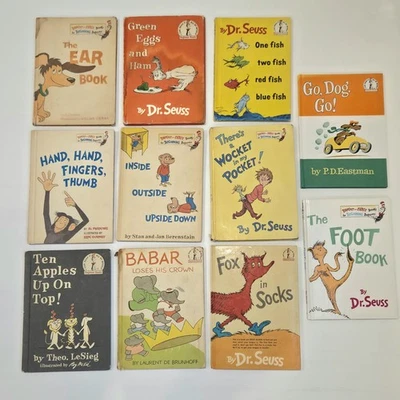 The
EAR
BOOK
Green
Eggs
and
Ham
By Dr. Seuss
By Dr. Seuss
One fish
two fish
red fish
blue fish
Go, Dog.
Go!
by P.D. Eastman
HAND, HAND,
FINGERS,
THUMB
INSIDE
OUTSIDE
UPSIDE DOWN
by Stan and Jan Berenstain
There's
a
WOCKET
in my
POCKET!
By Dr. Seuss
The
FOOT
BOOK
By
Dr. Seuss
Ten
Apples
Up On
Top!
by Theo. LeSieg
Illustrated by
BABAR
LOSES HIS CROWN
BY LAURENT DE BRUNHOFF
Fox
in
Socks
By Dr. Seuss